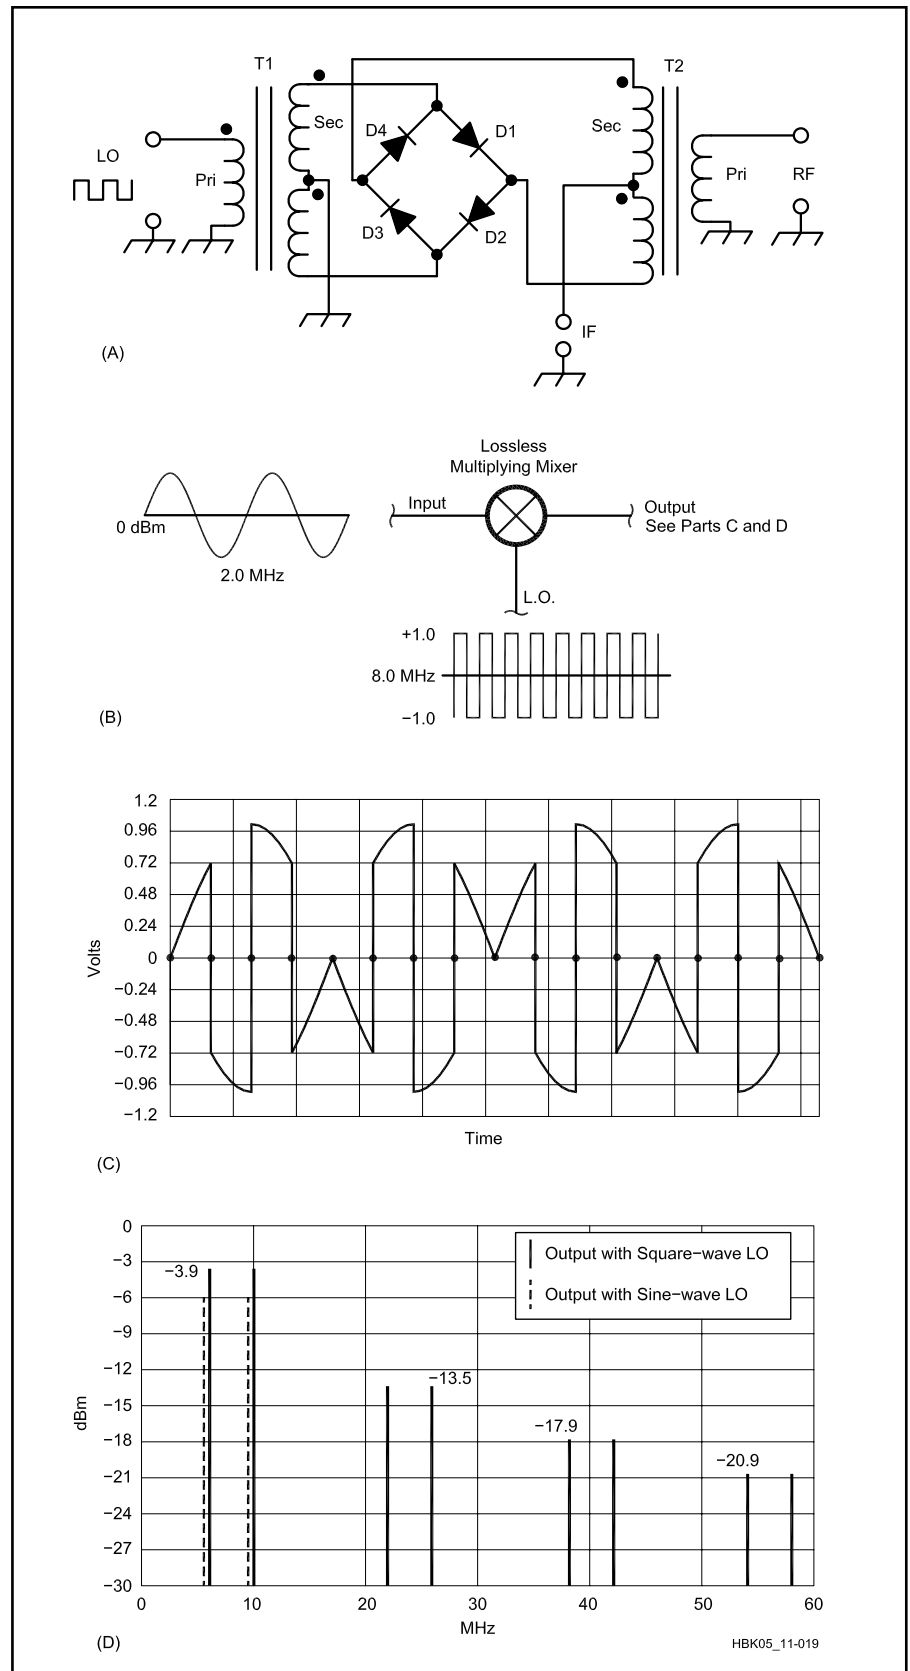 T1
T2
Sec
Sec
D4
D1
LO
Pri
Pri
RF
D3
D2
IF
(A)
Lossless
Multiplying Mixer
Input
Output
See Parts C and D
0 dBm
2.0 MHz
L.O.
+1.0
8.0 MHz
−1.0
(B)
1.2
0.96
0.72
0.48
0.24
0
−0.24
−0.48
−0.72
−0.96
−1.2
Volts
Time
(C)
0
−3
−6
−9
−12
−15
−18
−21
−24
−27
−30
dBm
−3.9
−13.5
−17.9
−20.9
Output with Square−wave LO
Output with Sine−wave LO
0 10 20 30 40 50 60
MHz
(D)
HBK05_11-019